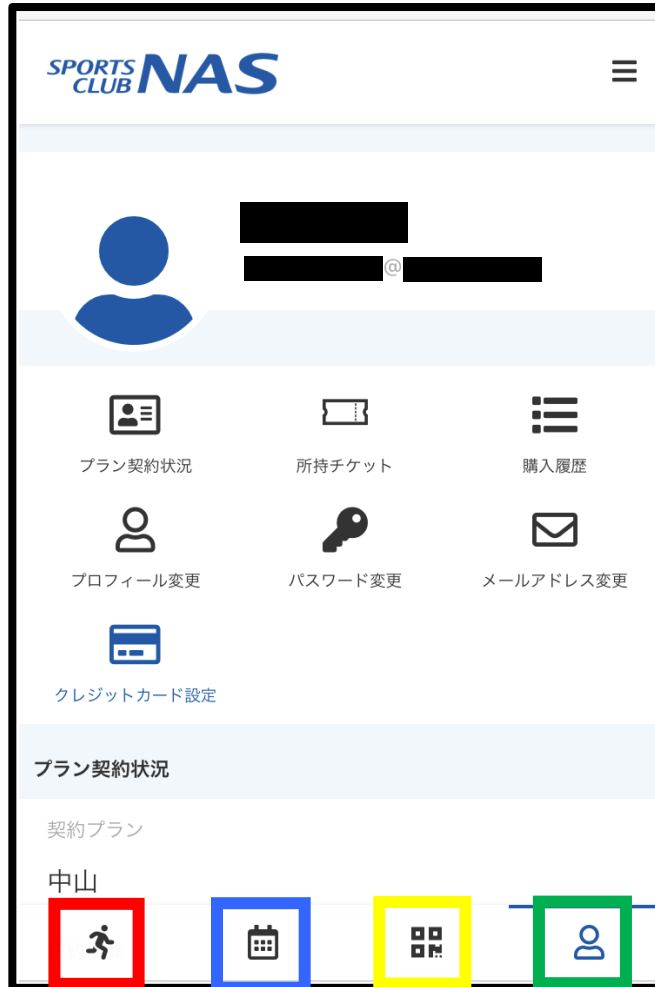 SPORTS CLUB NAS
@
プラン契約状況
所持チケット
購入履歴
プロフィール変更
パスワード変更
メールアドレス変更
クレジットカード設定
プラン契約状況
契約プラン
中山